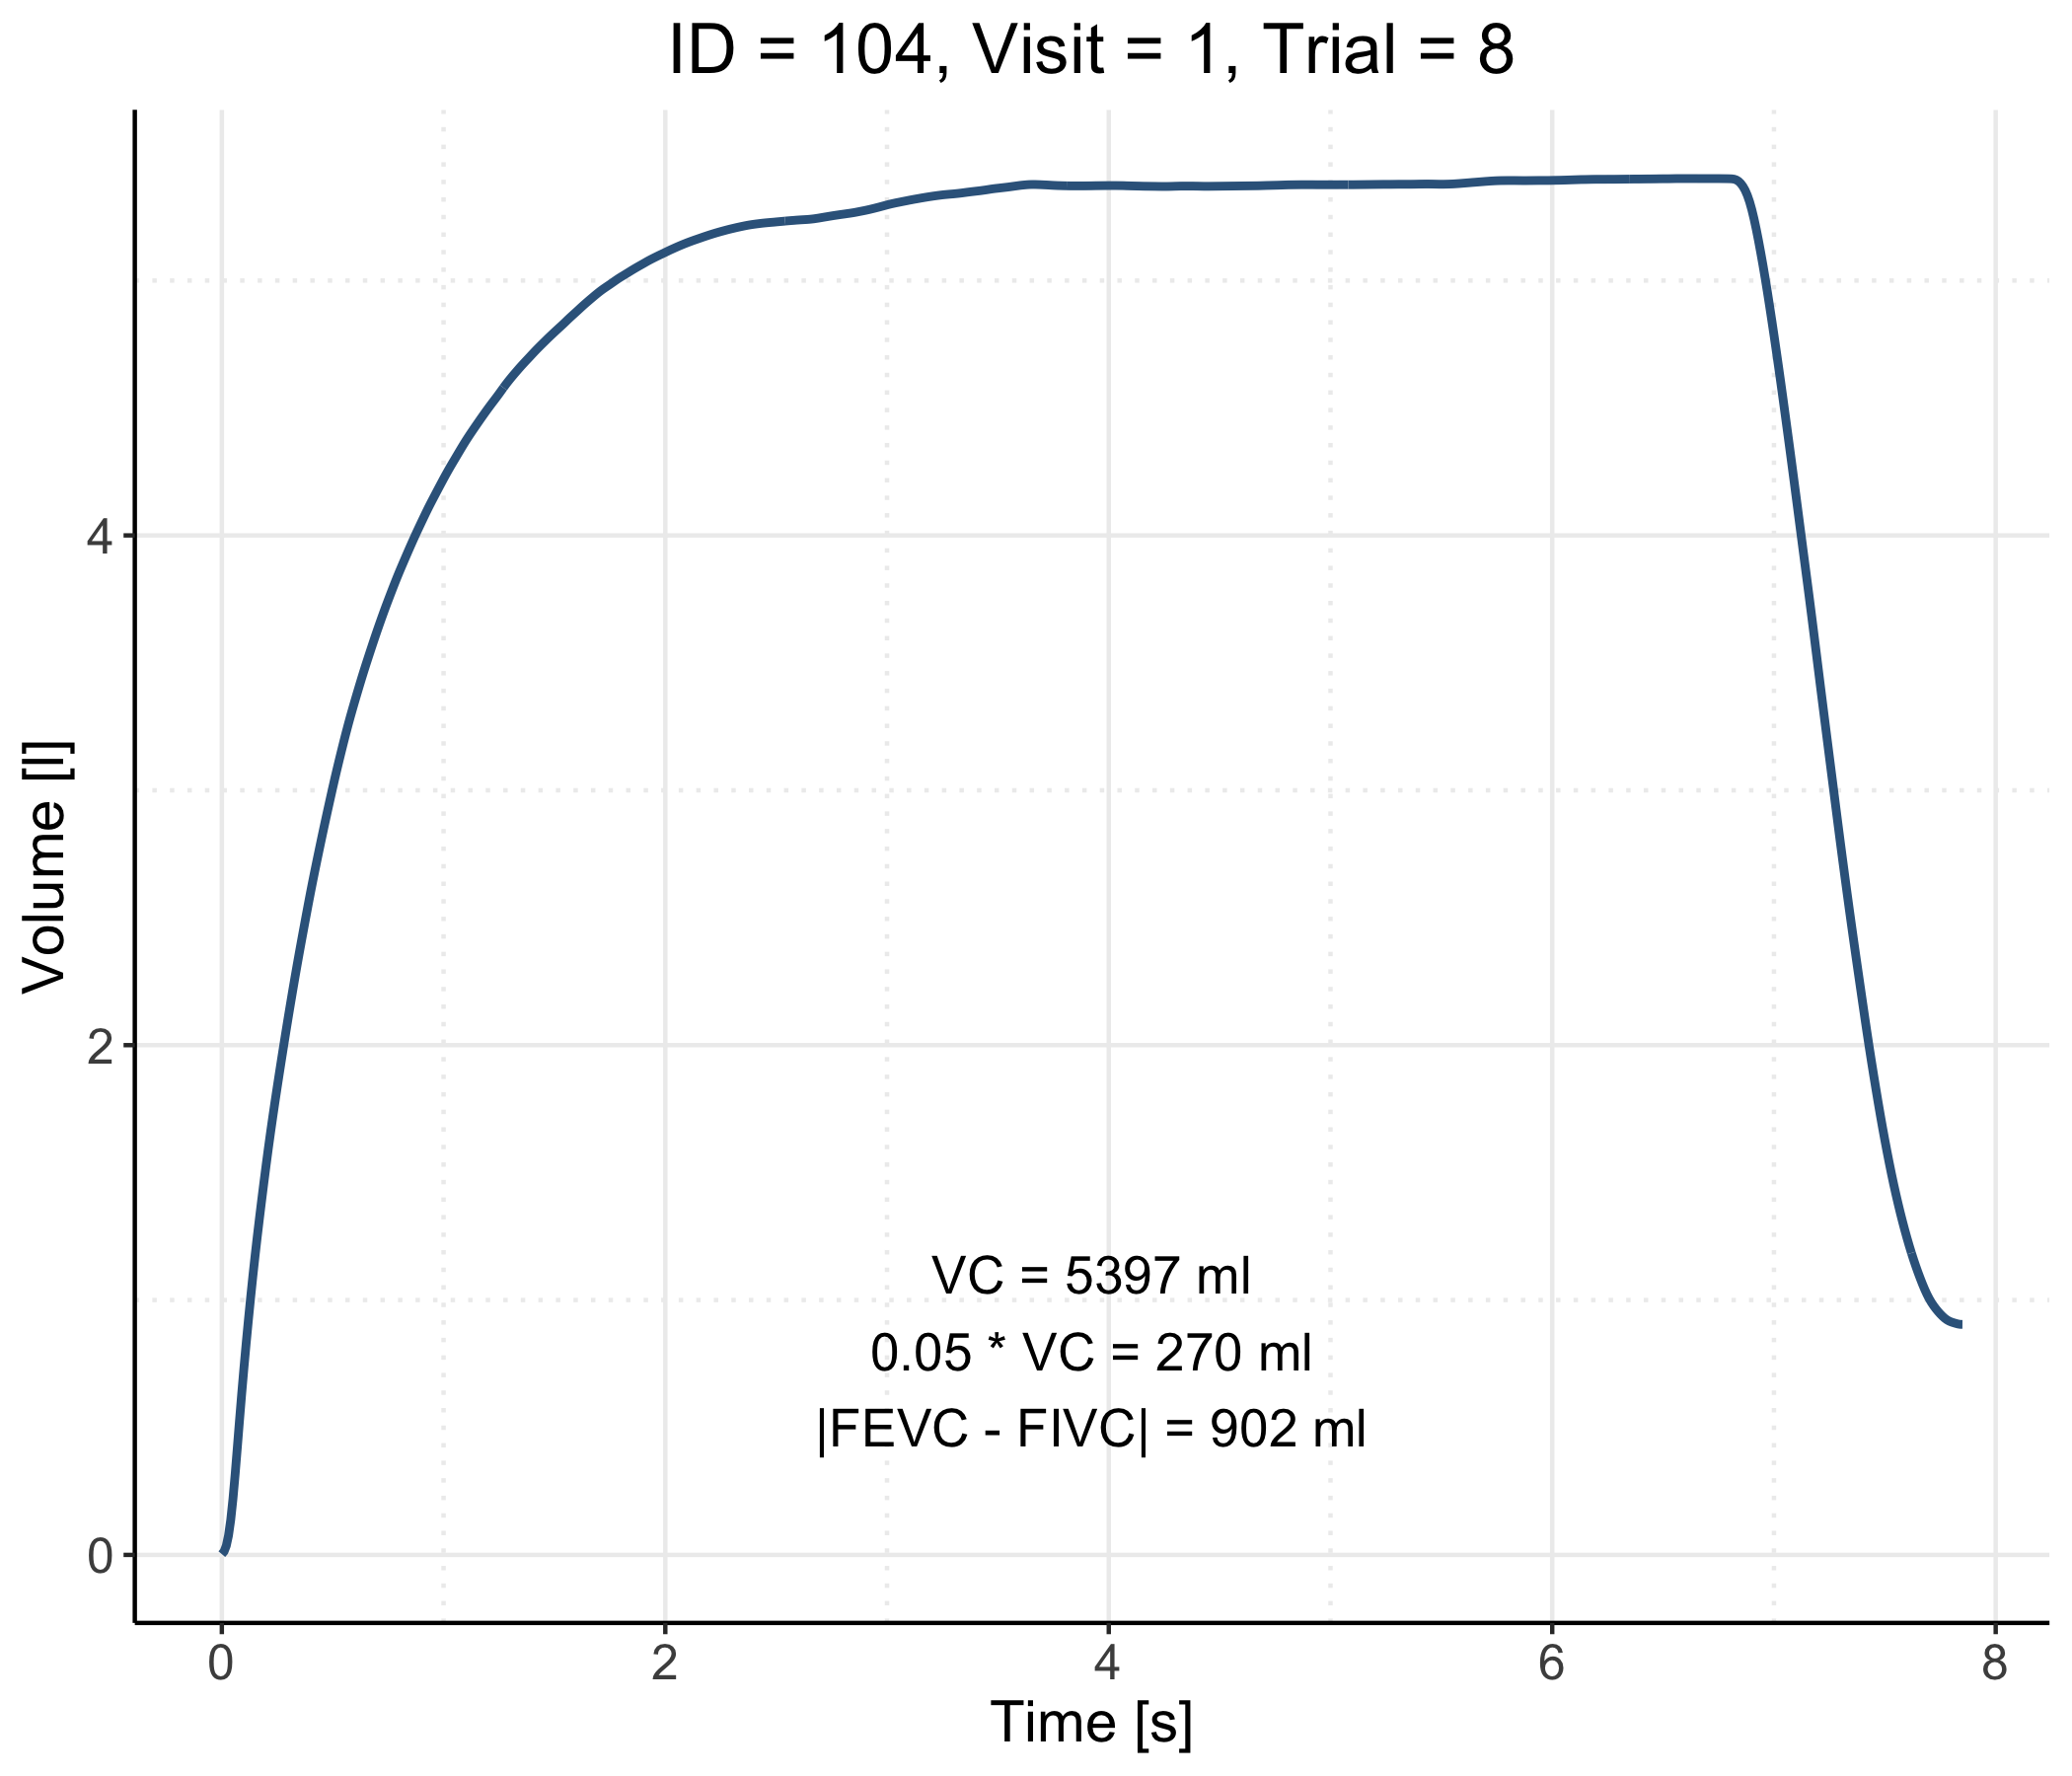 ID = 104, Visit = 1, Trial = 8
Volume [l]
4
2
0
VC = 5397 ml
0.05 * VC = 270 ml
|FEVC - FIVC| = 902 ml
0 2 4 6 8
Time [s]